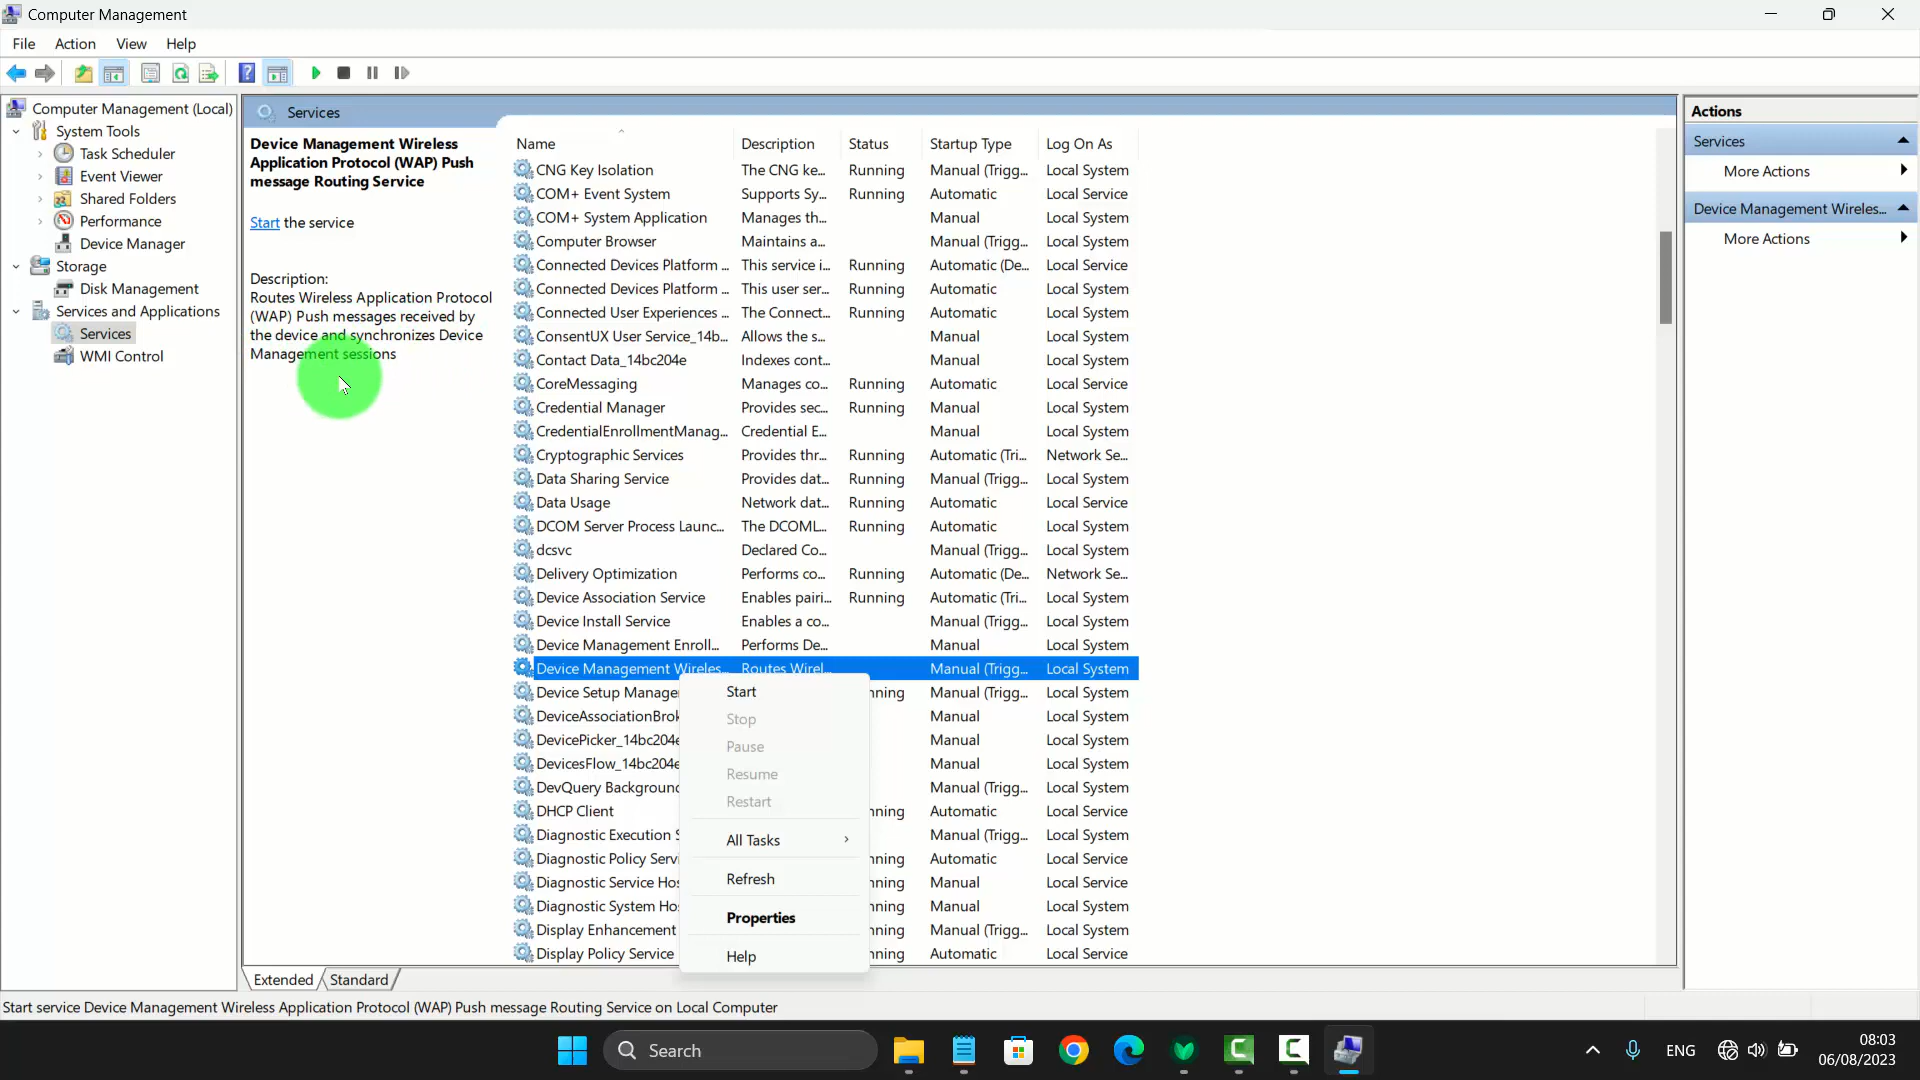 Computer Management
File Action View Help
Computer Management (Local)
System Tools
Task Scheduler
Event Viewer
Shared Folders
Performance
Device Manager
Storage
Disk Management
Services and Applications
Services
WMI Control
Services
Device Management Wireless
Application Protocol (WAP) Push
message Routing Service
Start the service
Description:
Routes Wireless Application Protocol
(WAP) Push messages received by
the device and synchronizes Device
Management sessions
Name Description Status Startup Type Log On As
CNG Key Isolation The CNG ke... Running Manual (Trigg... Local System
COM+ Event System Supports Sy... Running Automatic Local Service
COM+ System Application Manages th... Manual Local System
Computer Browser Maintains a... Manual (Trigg... Local System
Connected Devices Platform ... This service i... Running Automatic (De... Local Service
Connected Devices Platform ... This user ser... Running Automatic Local System
Connected User Experiences ... The Connect... Running Automatic Local System
ConsentUX User Service_14b... Allows the s... Manual Local System
Contact Data_14bc204e Indexes cont... Manual Local System
CoreMessaging Manages co... Running Automatic Local Service
Credential Manager Provides sec... Running Manual Local System
CredentialEnrollmentManag... Credential E... Manual Local System
Cryptographic Services Provides thr... Running Automatic (Tri... Network Se...
Data Sharing Service Provides dat... Running Manual (Trigg... Local System
Data Usage Network dat... Running Automatic Local Service
DCOM Server Process Launc... The DCOML... Running Automatic Local System
dcsvc Declared Co... Manual (Trigg... Local System
Delivery Optimization Performs co... Running Automatic (De... Network Se...
Device Association Service Enables pairi... Running Automatic (Tri... Local System
Device Install Service Enables a co... Manual (Trigg... Local System
Device Management Enroll... Performs De... Manual Local System
Device Management Wireles... Routes Wirel... Manual (Trigg... Local System
Device Setup Manage nning Manual (Trigg... Local System
DeviceAssociationBrok Manual Local System
DevicePicker_14bc204e Manual Local System
DevicesFlow_14bc204e Manual Local System
DevQuery Background Manual (Trigg... Local System
DHCP Client nning Automatic Local Service
Diagnostic Execution S Manual (Trigg... Local System
Diagnostic Policy Servi nning Automatic Local Service
Diagnostic Service Hos nning Manual Local Service
Diagnostic System Hos nning Manual Local System
Display Enhancement nning Manual (Trigg... Local System
Display Policy Service nning Automatic Local Service
Start
Stop
Pause
Resume
Restart
All Tasks
Refresh
Properties
Help
Extended Standard
Actions
Services
More Actions
Device Management Wireles...
More Actions
Start service Device Management Wireless Application Protocol (WAP) Push message Routing Service on Local Computer
Search
ENG
08:03
06/08/2023